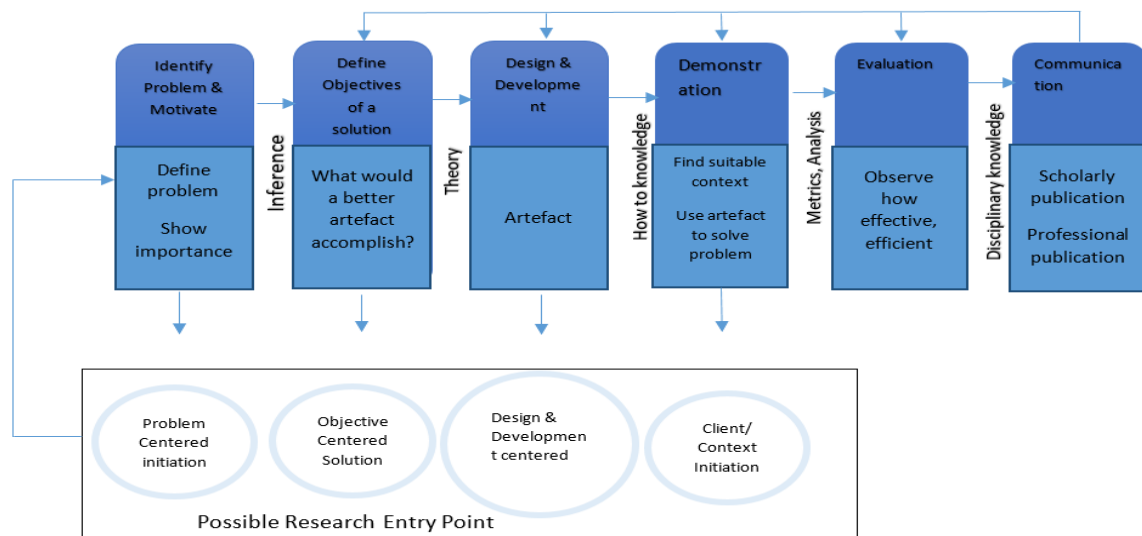 Identify
Problem &
Motivate
Define
problem
Show
importance
Inference
Define
Objectives
of a
solution
What would
a better
artefact
accomplish?
Theory
Design &
Developme
nt
Artefact
How to knowledge
Demonstr
ation
Find suitable
context
Use artefact
to solve
problem
Metrics, Analysis
Evaluation
Observe
how
effective,
efficient
Disciplinary knowledge
Communica
tion
Scholarly
publication
Professional
publication
Problem
Centered
initiation
Objective
Centered
Solution
Design &
Developmen
t centered
Client/
Context
Initiation
Possible Research Entry Point